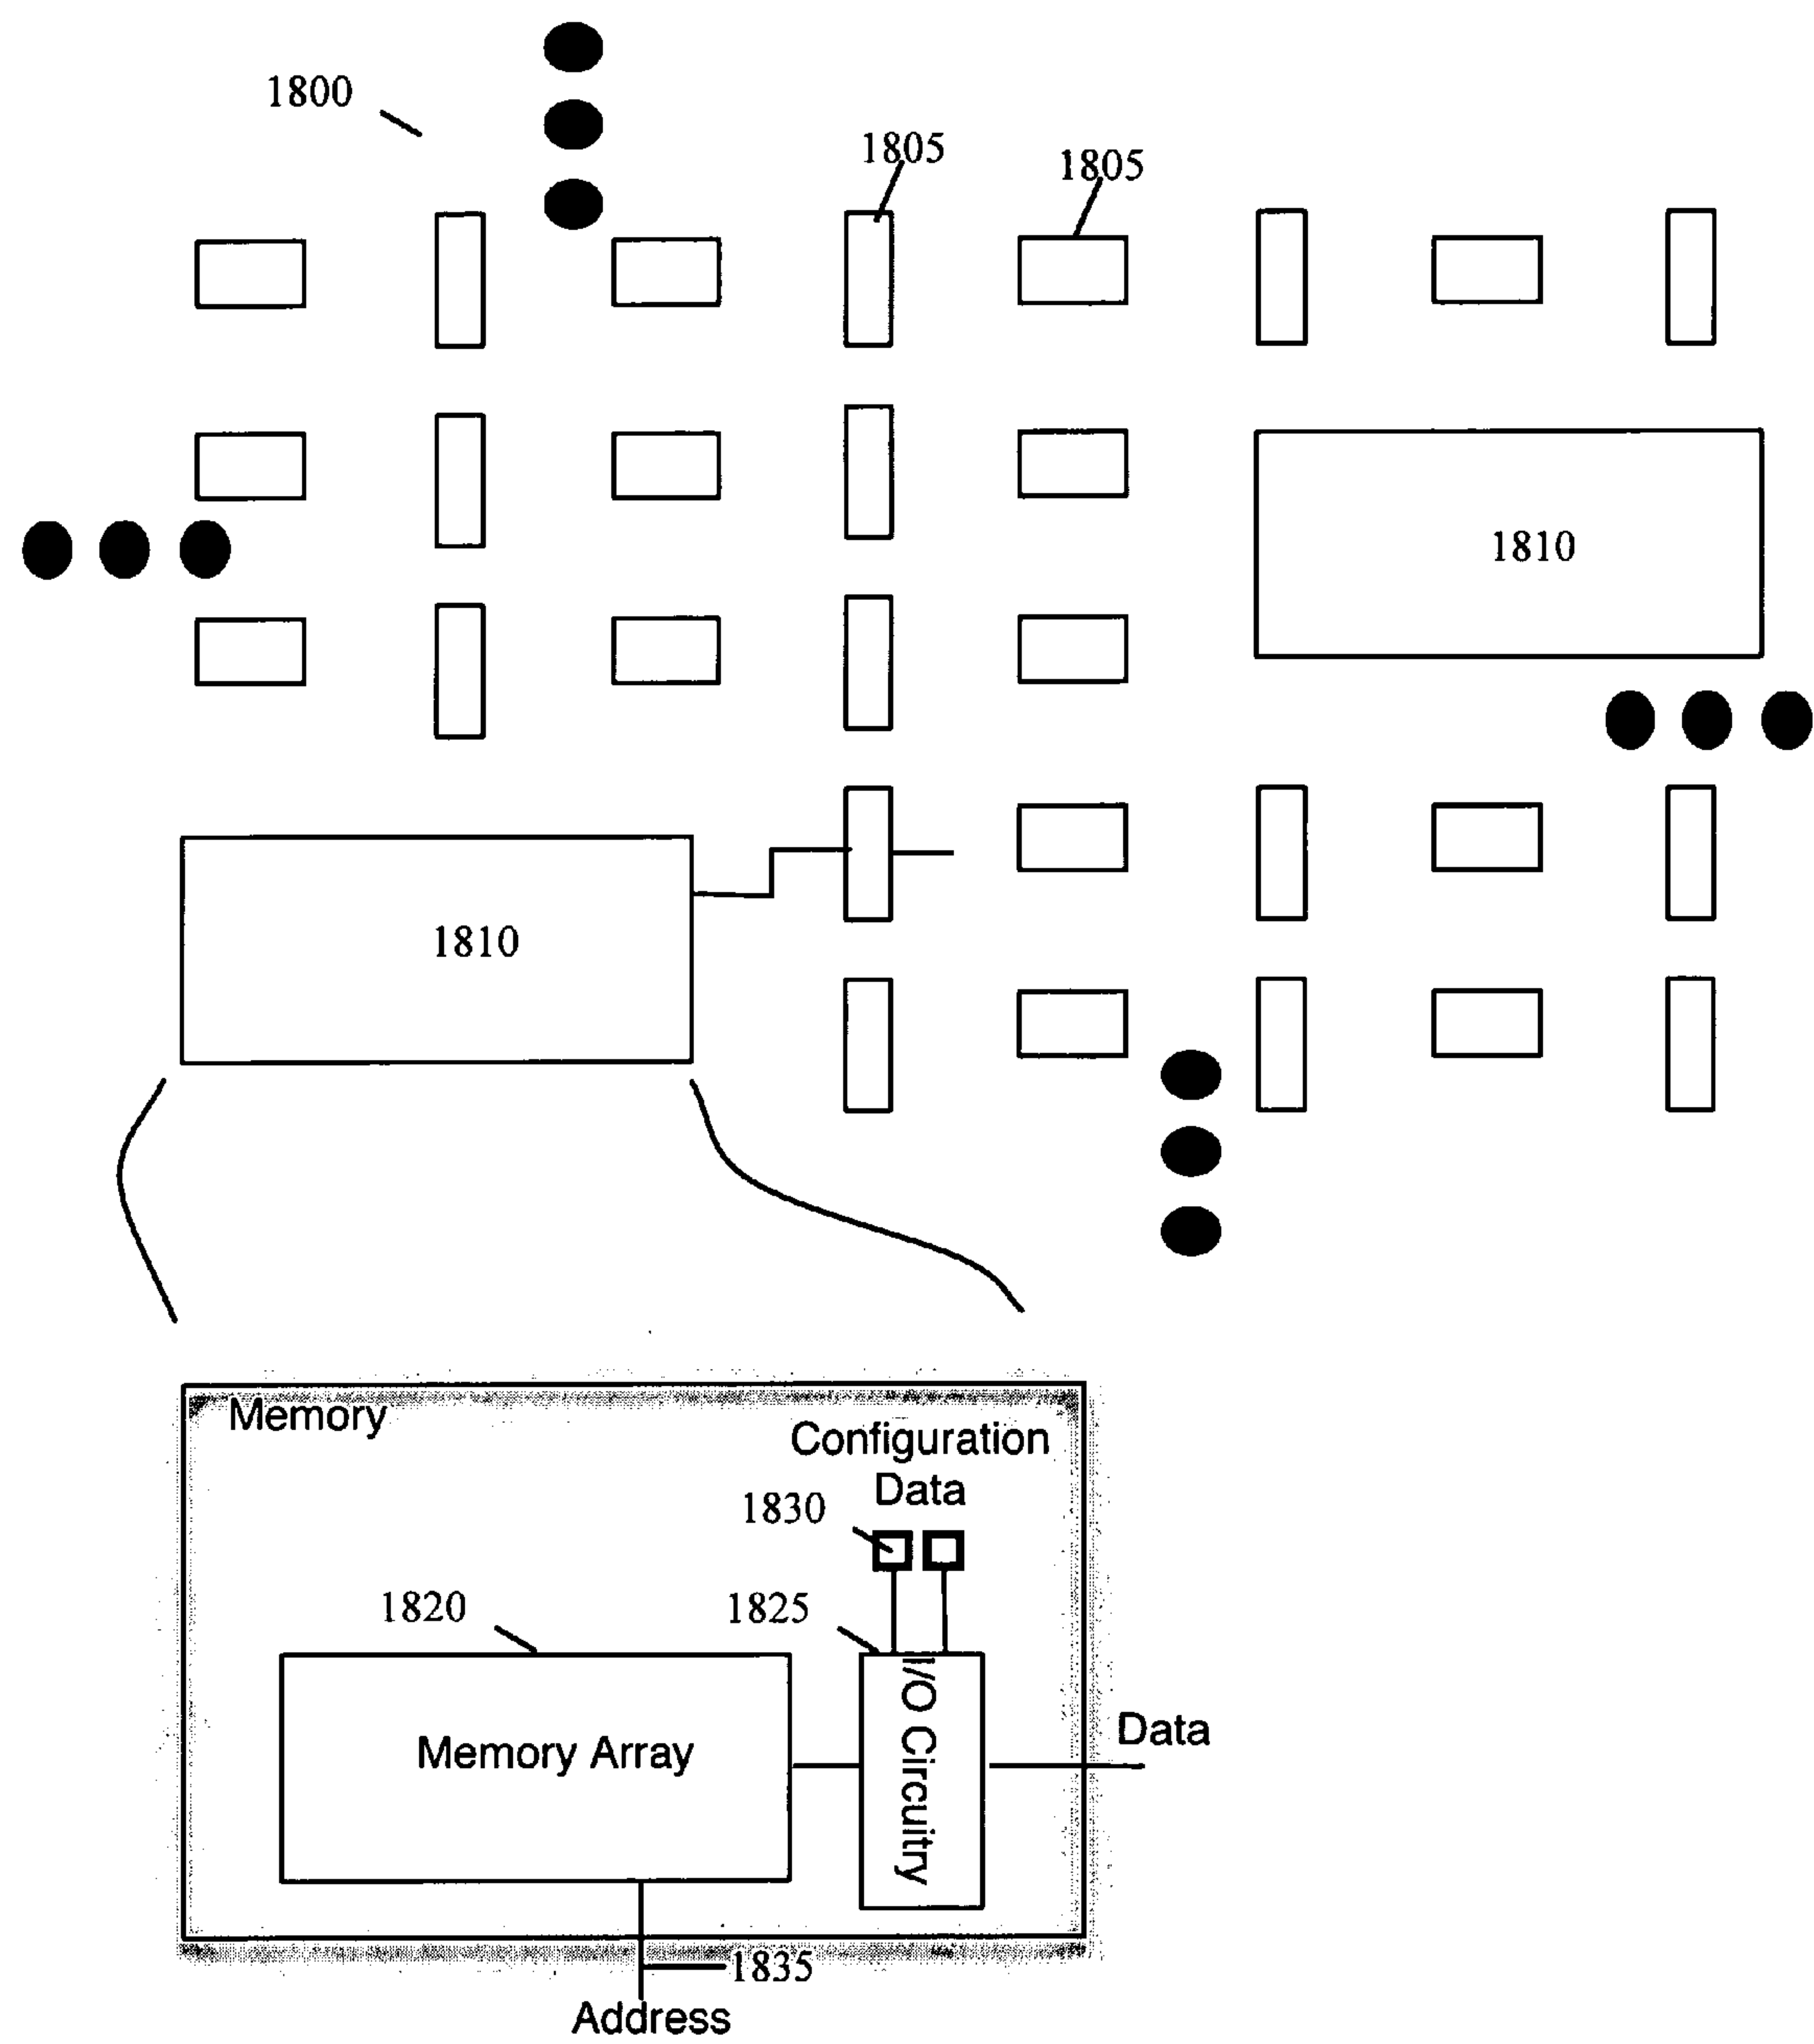 1800
1805
1805
1810
1810
Memory
Configuration
Data
1830
1820
1825
Memory Array
I/O Circuitry
Data
1835
Address